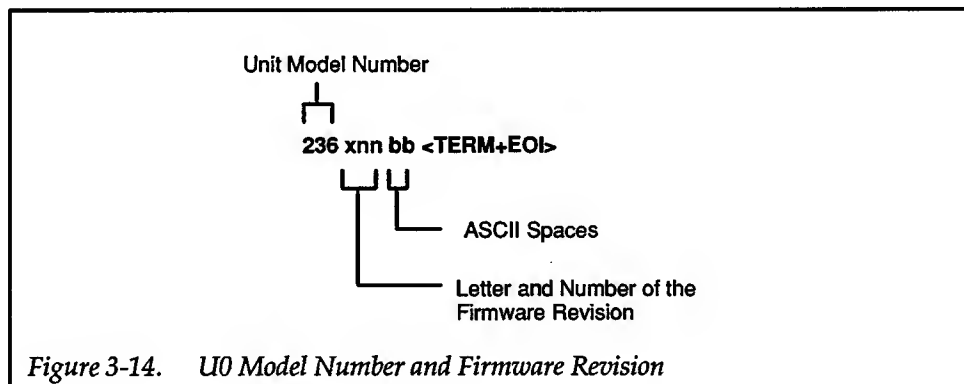 Unit Model Number
236 xnn bb <TERM+EOI>
ASCII Spaces
Letter and Number of the
Firmware Revision
Figure 3-14. U0 Model Number and Firmware Revision